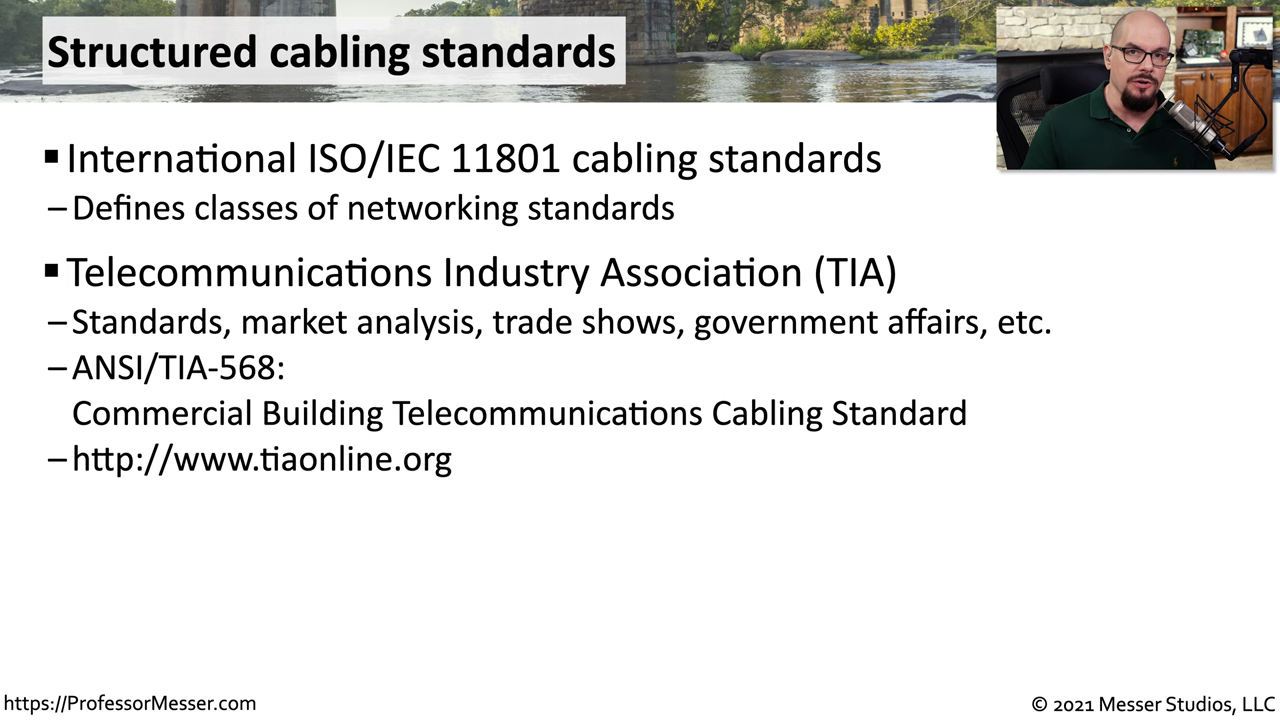 Structured cabling standards
▪ International ISO/IEC 11801 cabling standards
– Defines classes of networking standards
▪ Telecommunications Industry Association (TIA)
– Standards, market analysis, trade shows, government affairs, etc.
– ANSI/TIA-568:
Commercial Building Telecommunications Cabling Standard
– http://www.tiaonline.org
https://ProfessorMesser.com
© 2021 Messer Studios, LLC